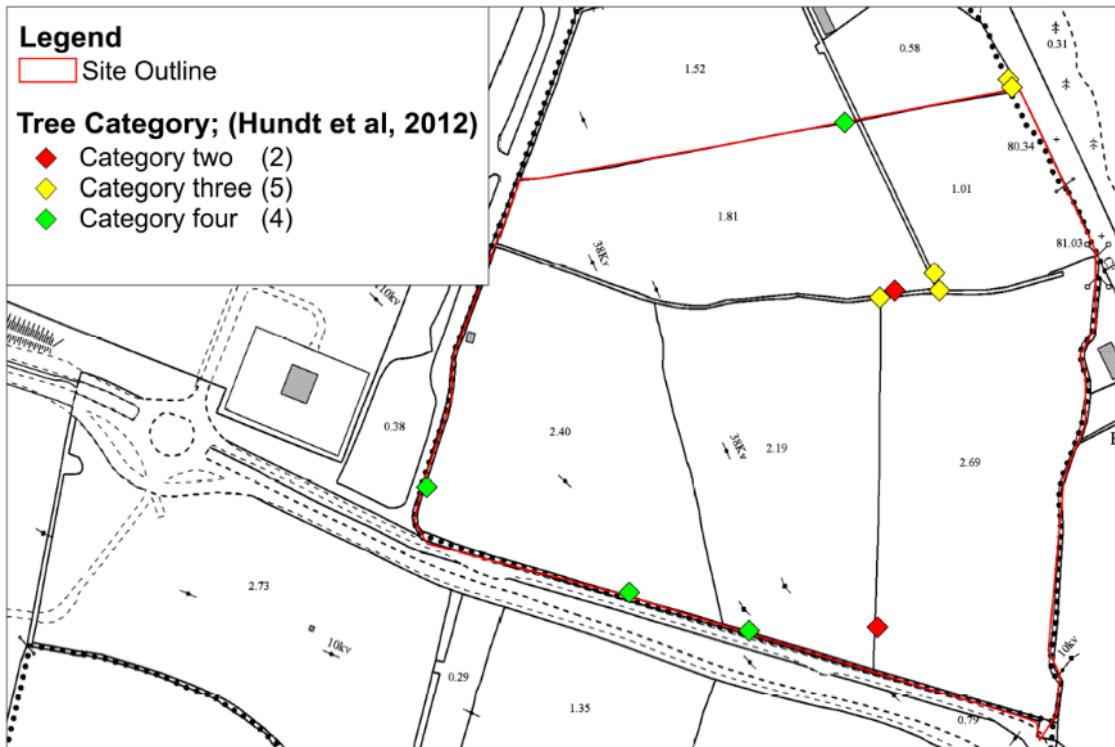 Legend
Site Outline
Tree Category; (Hundt et al, 2012)
Category two (2)
Category three (5)
Category four (4)
0.31
0.58
1.52
80.34
1.01
1.81
81.03
38Kv
110kv
0.38
2.40
38Kv
2.19
2.69
2.73
10kv
10kv
0.29
1.35
0.79